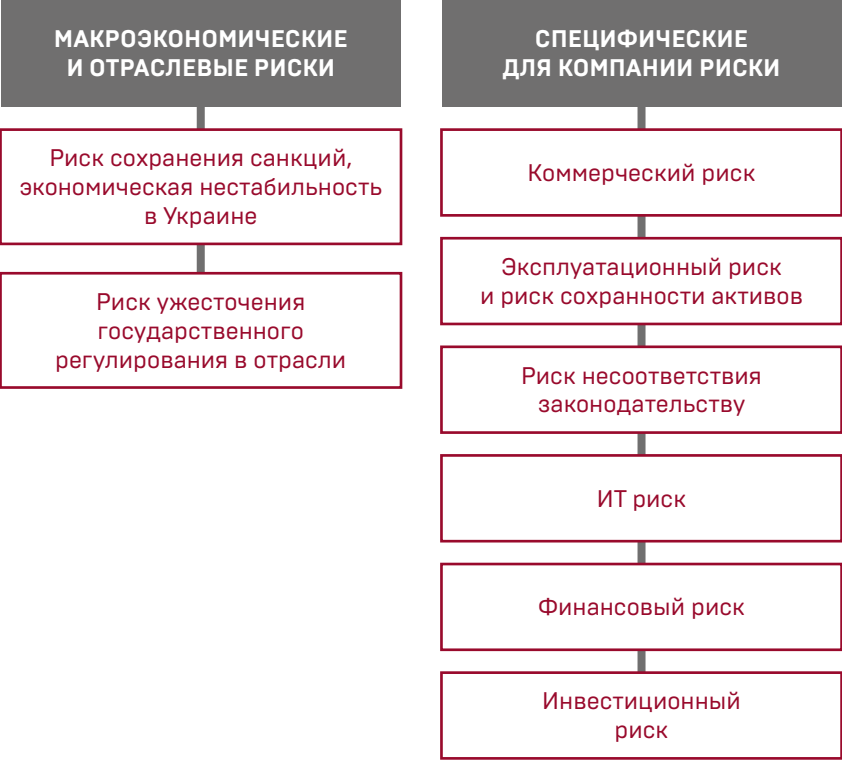 МАКРОЭКОНОМИЧЕСКИЕ
И ОТРАСЛЕВЫЕ РИСКИ
Риск сохранения санкций,
экономическая нестабильность
в Украине
Риск ужесточения
государственного
регулирования в отрасли
СПЕЦИФИЧЕСКИЕ
ДЛЯ КОМПАНИИ РИСКИ
Коммерческий риск
Эксплуатационный риск
и риск сохранности активов
Риск несоответствия
законодательству
ИТ риск
Финансовый риск
Инвестиционный
риск